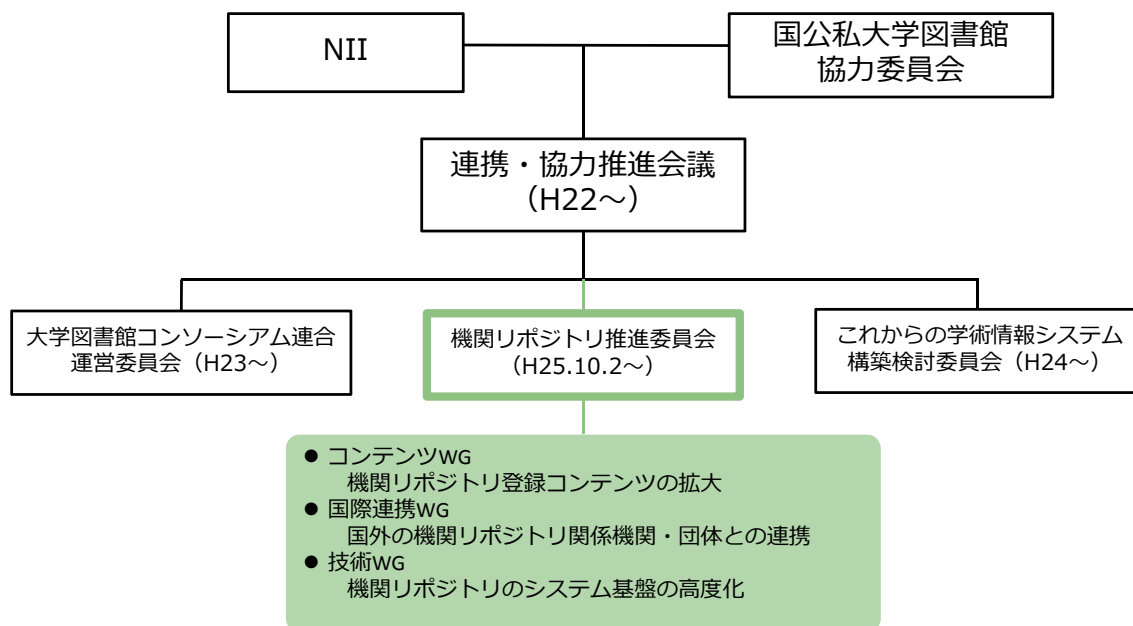 NII
国公私大学図書館
協力委員会
連携・協力推進会議
（H22～）
大学図書館コンソーシアム連合
運営委員会（H23～）
機関リポジトリ推進委員会
（H25.10.2～）
これからの学術情報システム
構築検討委員会（H24～）
● コンテンツWG
機関リポジトリ登録コンテンツの拡大
● 国際連携WG
国外の機関リポジトリ関係機関・団体との連携
● 技術WG
機関リポジトリのシステム基盤の高度化